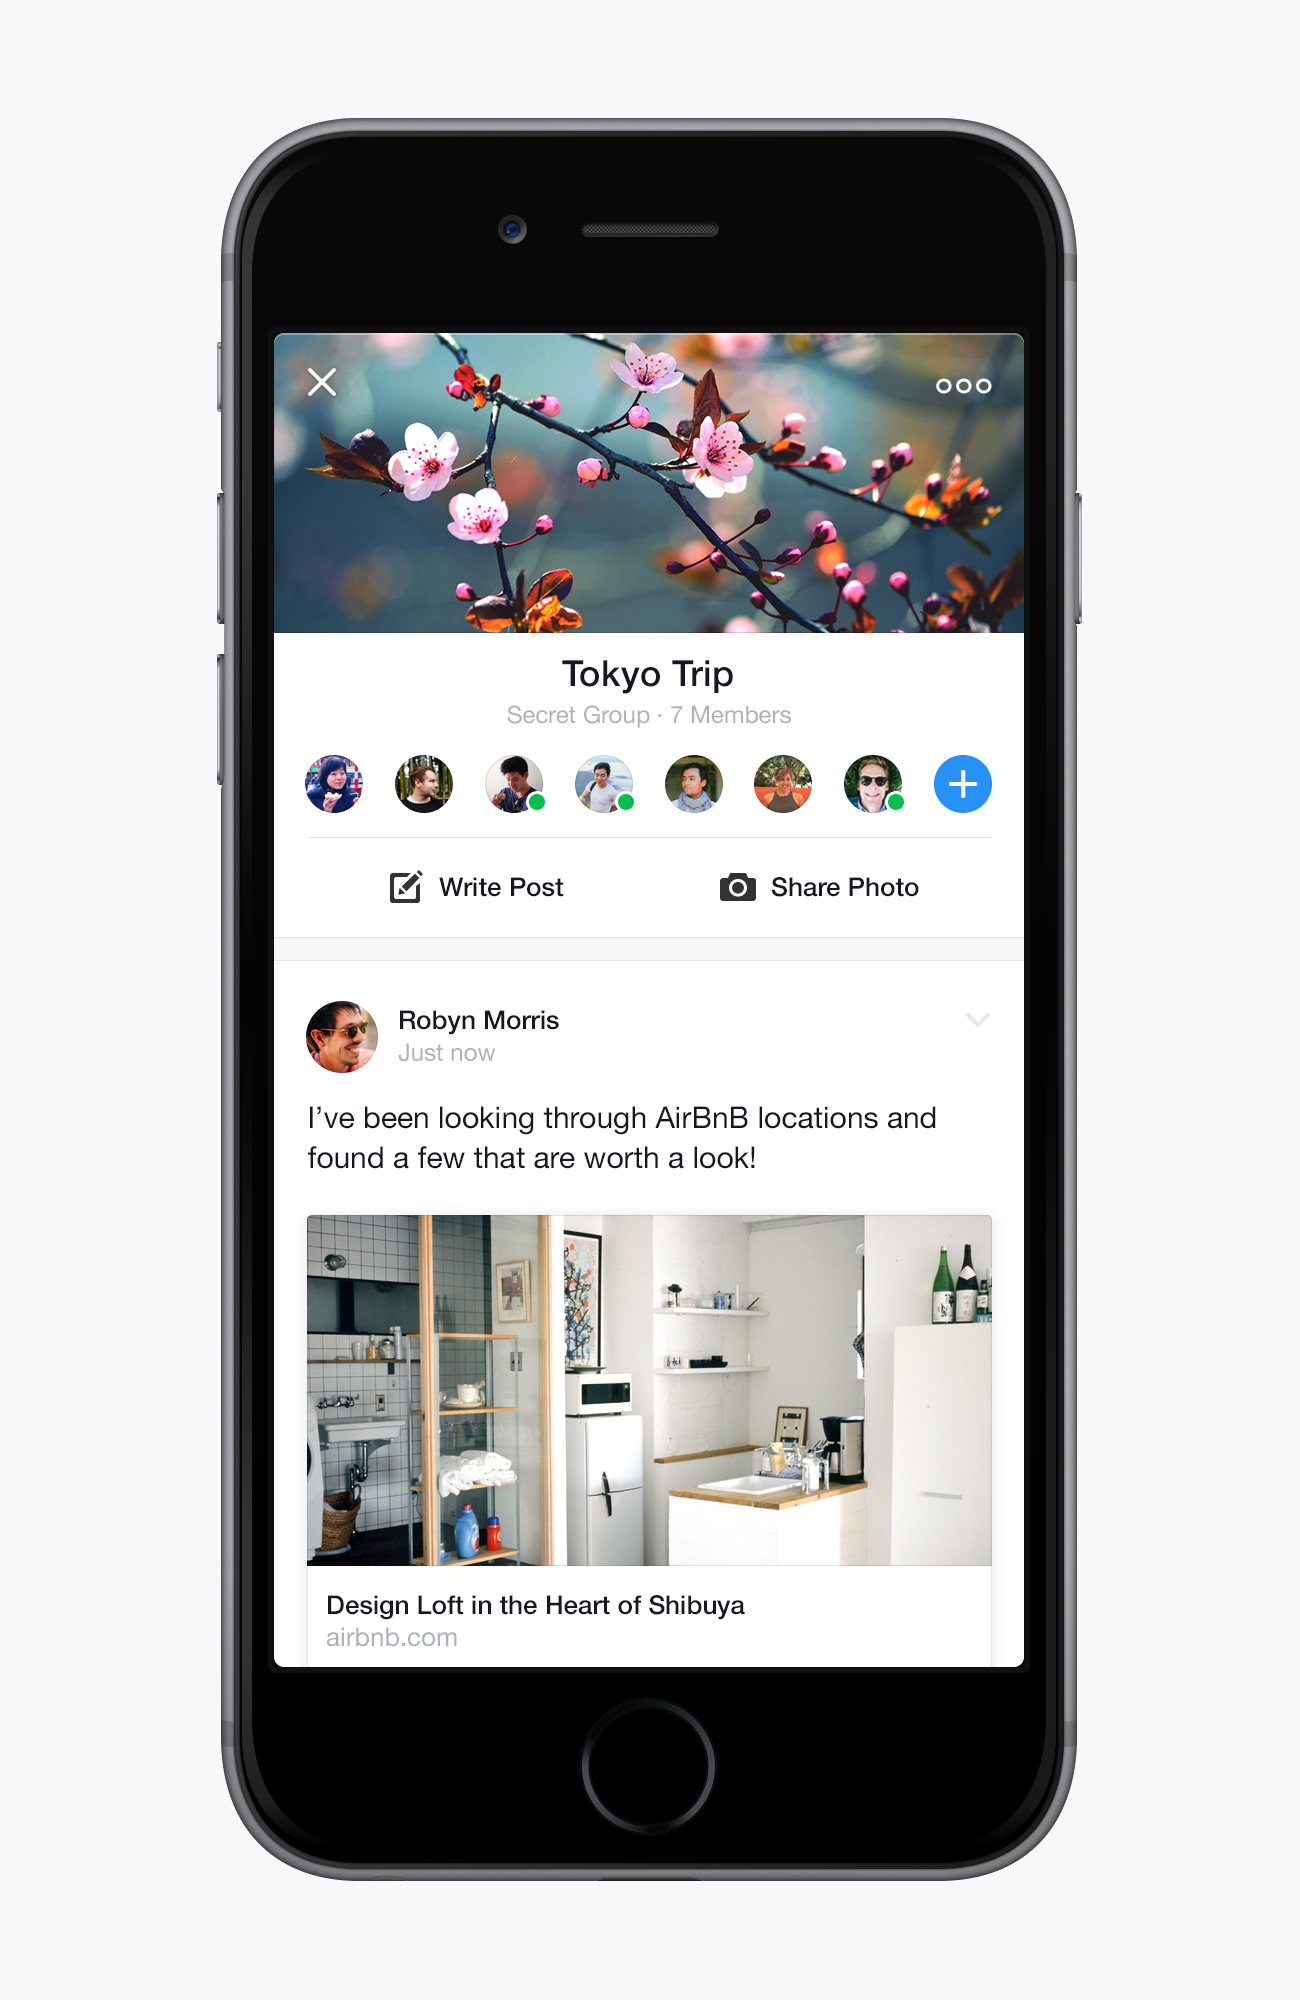 Tokyo Trip
Secret Group · 7 Members
Write Post
Share Photo
Robyn Morris
Just now
I’ve been looking through AirBnB locations and
found a few that are worth a look!
Design Loft in the Heart of Shibuya
airbnb.com